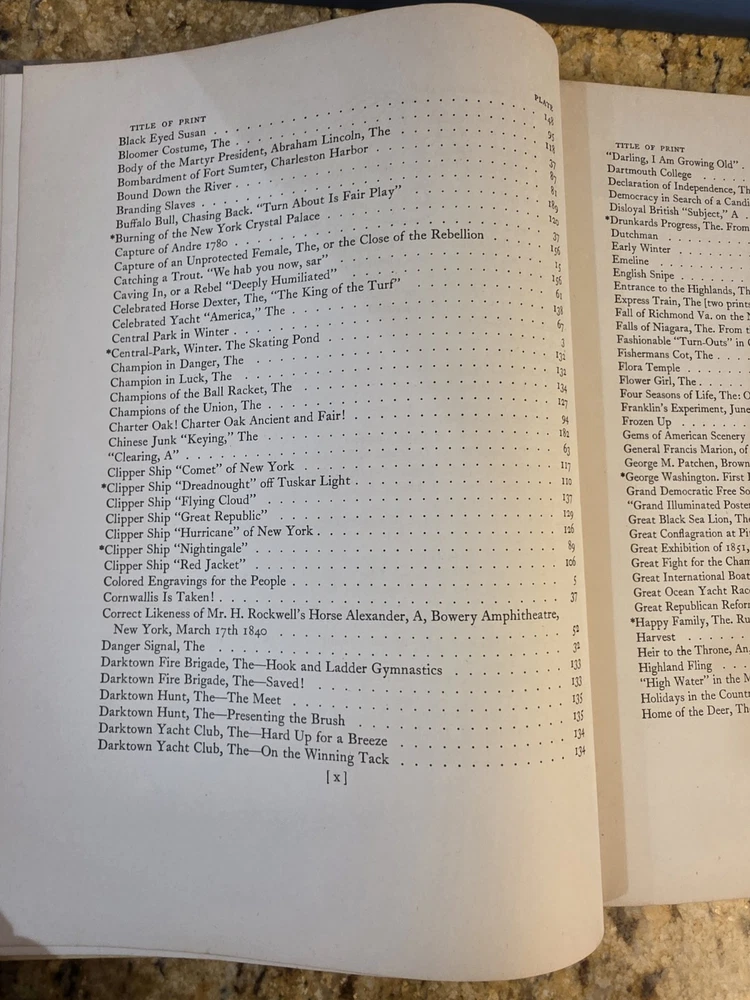 TITLE OF PRINT PLATE
Black Eyed Susan . . . 148
Bloomer Costume, The . . . 95
Body of the Martyr President, Abraham Lincoln, The . . . 118
Bombardment of Fort Sumter, Charleston Harbor . . . 37
Bound Down the River . . . 87
Branding Slaves . . . 81
Buffalo Bull, Chasing Back. "Turn About Is Fair Play" . . . 189
*Burning of the New York Crystal Palace . . . 120
Capture of Andre 1780 . . . 37
Capture of an Unprotected Female, The, or the Close of the Rebellion . . . 156
Catching a Trout. "We hab you now, sar" . . . 15
Caving In, or a Rebel "Deeply Humiliated" . . . 156
Celebrated Horse Dexter, The, "The King of the Turf" . . . 61
Celebrated Yacht "America," The . . . 138
Central Park in Winter . . . 67
*Central-Park, Winter. The Skating Pond . . . 3
Champion in Danger, The . . . 132
Champion in Luck, The . . . 132
Champions of the Ball Racket, The . . . 134
Champions of the Union, The . . . 127
Charter Oak! Charter Oak Ancient and Fair! . . . 94
Chinese Junk "Keying," The . . . 182
"Clearing, A" . . . 63
Clipper Ship "Comet" of New York . . . 117
*Clipper Ship "Dreadnought" off Tuskar Light . . . 110
Clipper Ship "Flying Cloud" . . . 137
Clipper Ship "Great Republic" . . . 129
Clipper Ship "Hurricane" of New York . . . 126
*Clipper Ship "Nightingale" . . . 89
Clipper Ship "Red Jacket" . . . 106
Colored Engravings for the People . . . 5
Cornwallis Is Taken! . . . 37
Correct Likeness of Mr. H. Rockwell's Horse Alexander, A, Bowery Amphitheatre,
New York, March 17th 1840 . . . 52
Danger Signal, The . . . 32
Darktown Fire Brigade, The—Hook and Ladder Gymnastics . . . 133
Darktown Fire Brigade, The—Saved! . . . 133
Darktown Hunt, The—The Meet . . . 135
Darktown Hunt, The—Presenting the Brush . . . 135
Darktown Yacht Club, The—Hard Up for a Breeze . . . 134
Darktown Yacht Club, The—On the Winning Tack . . . 134
[ x ]
TITLE OF PRINT
"Darling, I Am Growing Old" .
Dartmouth College . . .
Declaration of Independence, Th
Democracy in Search of a Candi
Disloyal British "Subject," A
*Drunkards Progress, The. From
Dutchman . . .
Early Winter . . .
Emeline . . .
English Snipe . . .
Entrance to the Highlands, Th
Express Train, The [two prints
Fall of Richmond Va. on the
Falls of Niagara, The. From t
Fashionable "Turn-Outs" in
Fishermans Cot, The . .
Flora Temple . . .
Flower Girl, The . . .
Four Seasons of Life, The: O
Franklin's Experiment, June
Frozen Up . . .
Gems of American Scenery
General Francis Marion, of
George M. Patchen, Brown
*George Washington. First
Grand Democratic Free So
"Grand Illuminated Poster
Great Black Sea Lion, The
Great Conflagration at Pi
Great Exhibition of 1851,
Great Fight for the Cham
Great International Boat
Great Ocean Yacht Race
Great Republican Refor
*Happy Family, The. Ru
Harvest . . .
Heir to the Throne, An,
Highland Fling . .
"High Water" in the M
Holidays in the Count
Home of the Deer, Th